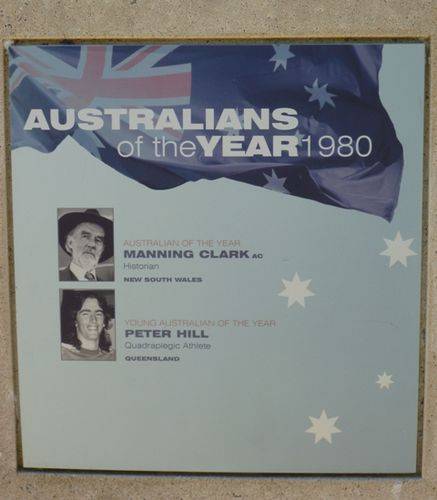 AUSTRALIANS
of the YEAR 1980
AUSTRALIAN OF THE YEAR
MANNING CLARK AC
Historian
NEW SOUTH WALES
YOUNG AUSTRALIAN OF THE YEAR
PETER HILL
Quadraplegic Athlete
QUEENSLAND